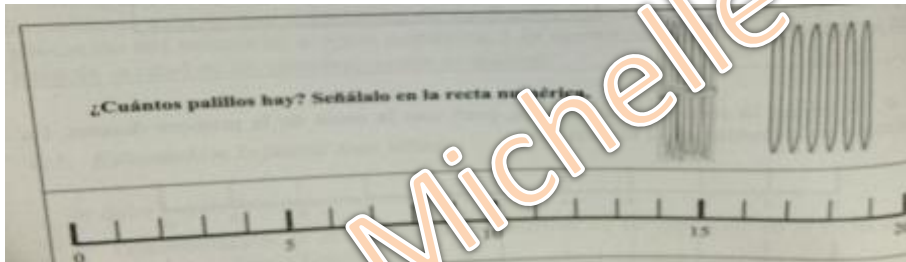 ¿Cuántos palillos hay? Señálalo en la recta numérica.
Michelle
0 5 10 15 20